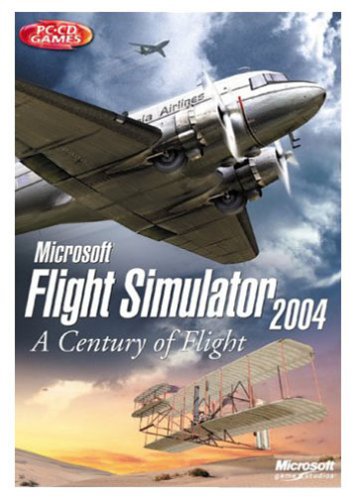 PC-CD
GAMES
Airlines
Microsoft
Flight Simulator 2004
A Century of Flight
Microsoft
game studios